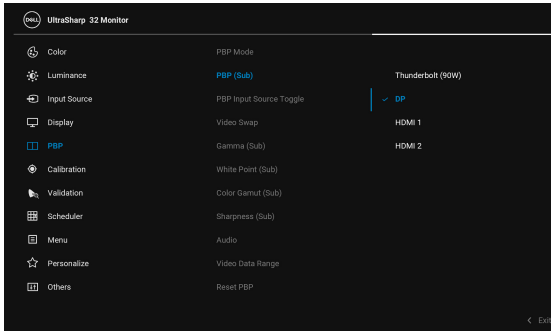 DELL UltraSharp 32 Monitor
Color
PBP Mode
Luminance
PBP (Sub)
Thunderbolt (90W)
Input Source
PBP Input Source Toggle
DP
Display
Video Swap
HDMI 1
PBP
Gamma (Sub)
HDMI 2
Calibration
White Point (Sub)
Validation
Color Gamut (Sub)
Scheduler
Sharpness (Sub)
Menu
Audio
Personalize
Video Data Range
Others
Reset PBP
Exit